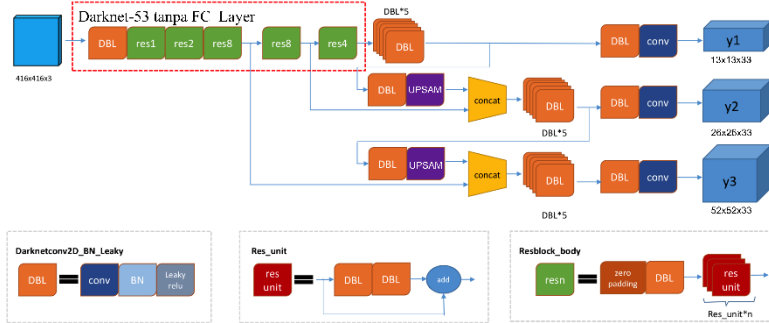 Darknet-53 tanpa FC Layer
DBL*5
DBL res1 res2 res8 res8 res4 DBL DBL conv y1
416x416x3
13x13x33
DBL UPSAM concat DBL DBL conv y2
DBL*5
26x26x33
DBL UPSAM concat DBL DBL conv y3
DBL*5
52x52x33
Darknetconv2D_BN_Leaky
DBL conv BN Leaky
relu
Res_unit
res
unit
DBL DBL add
Resblock_body
resn zero
padding
DBL res
unit
Res_unit*n